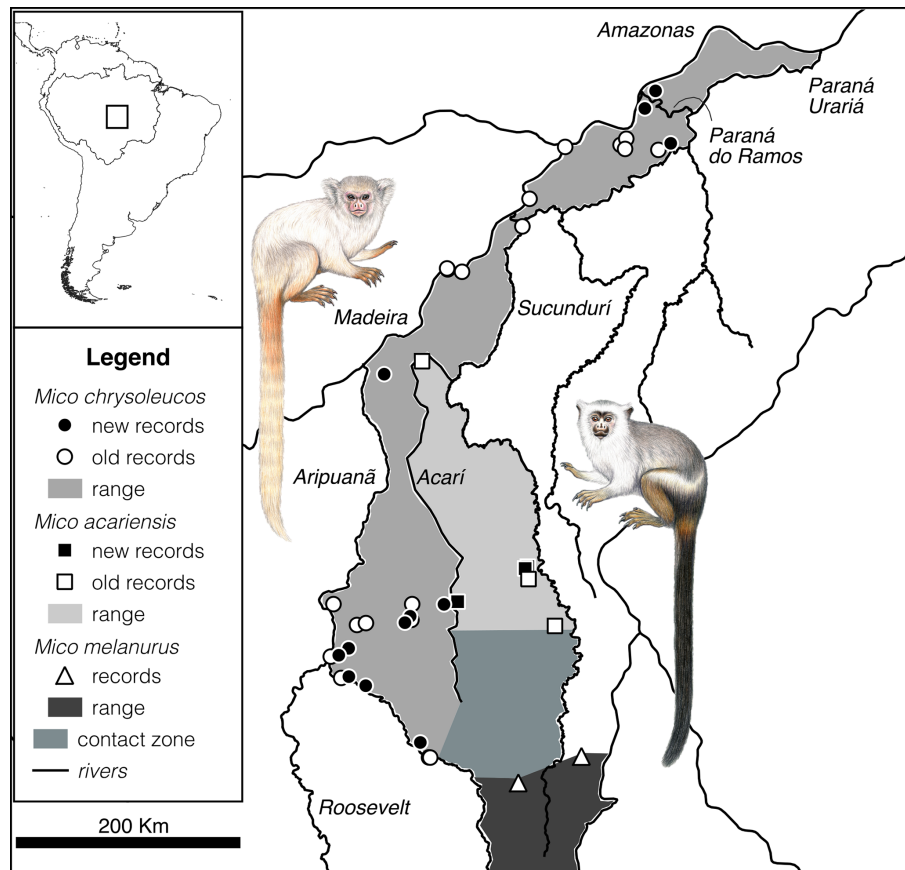 Amazonas
Paraná
Urariá
Paraná
do Ramos
Madeira
Sucundurí
Aripuanã
Acarí
Roosevelt
Legend
Mico chrysoleucos
new records
old records
range
Mico acariensis
new records
old records
range
Mico melanurus
records
range
contact zone
rivers
200 Km